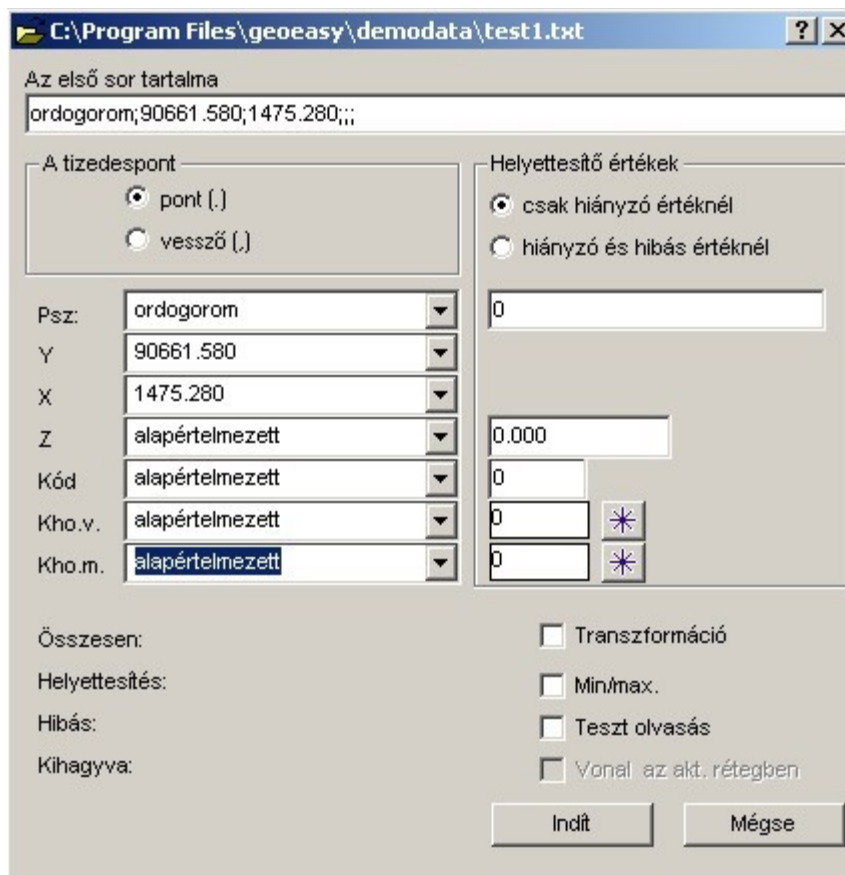 C:\Program Files\geoeasy\demodata\test1.txt
Az első sor tartalma
ordogorom;90661.580;1475.280;;;
A tizedespont
pont (.)
vessző (,)
Helyettesítő értékek
csak hiányzó értéknél
hiányzó és hibás értéknél
Psz: ordogorom 0
Y 90661.580
X 1475.280
Z alapértelmezett 0.000
Kód alapértelmezett 0
Kho.v. alapértelmezett 0
Kho.m. alapértelmezett 0
Összesen:
Helyettesítés:
Hibás:
Kihagyva:
Transzformáció
Min/max.
Teszt olvasás
Vonal az akt. rétegben
Indít Mégse